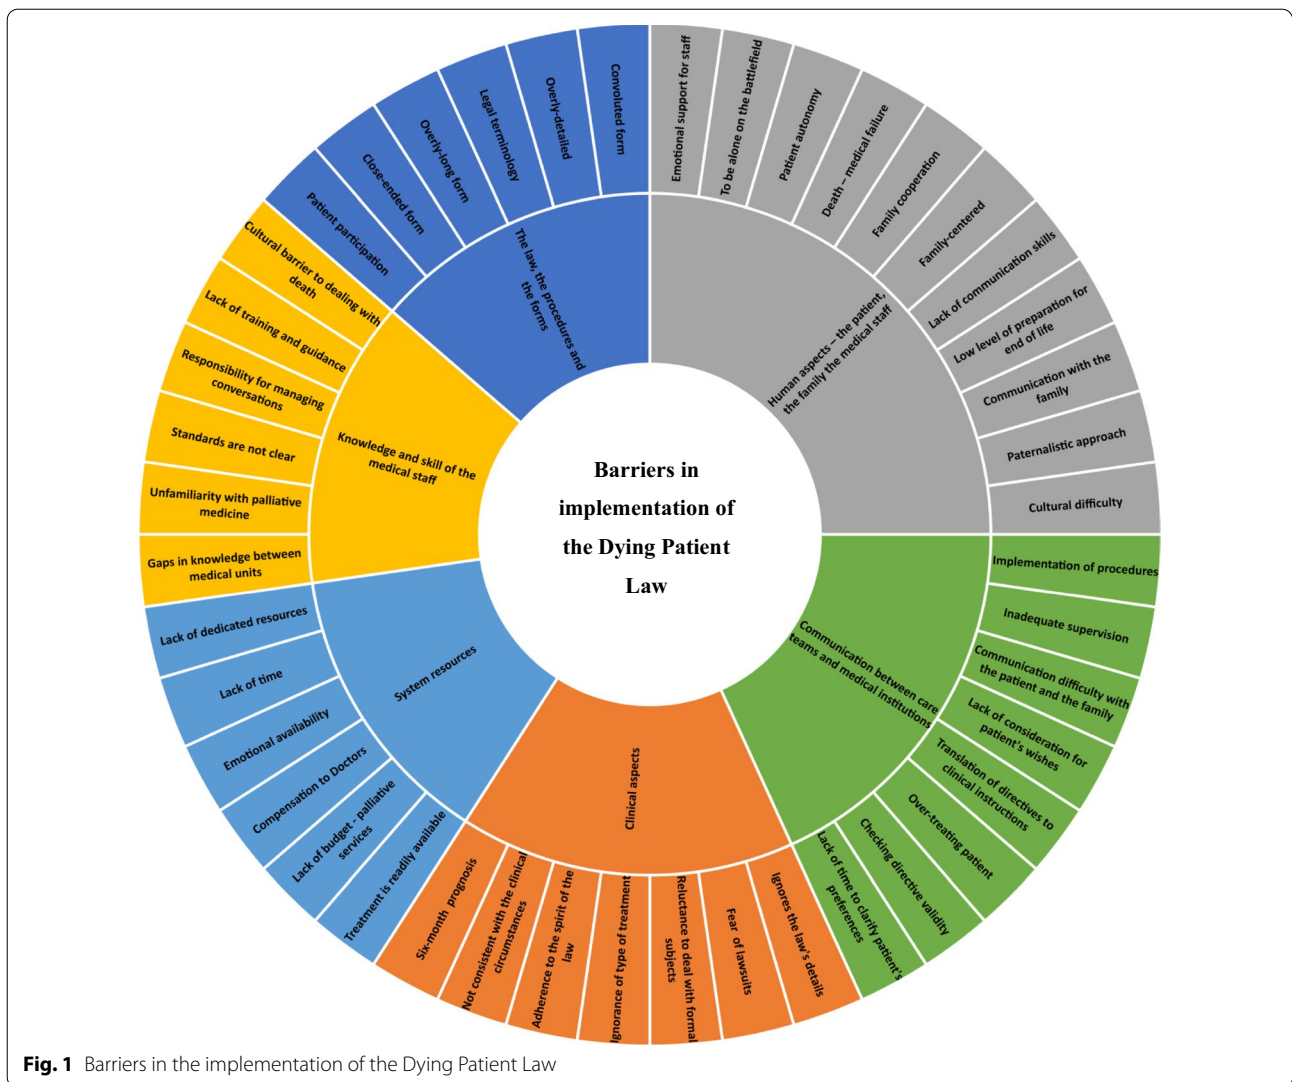 Barriers in
implementation of
the Dying Patient
Law
Human aspects – the patient,
the family the medical staff
Emotional support for staff
To be alone on the battlefield
Patient autonomy
Death – medical failure
Family cooperation
Family-centered
Lack of communication skills
Low level of preparation for
end of life
Communication with the
family
Paternalistic approach
Cultural difficulty
Communication between care
teams and medical institutions
Implementation of procedures
Inadequate supervision
Communication difficulty with
the patient and the family
Lack of consideration for
patient's wishes
Translation of directives to
clinical instructions
Over-treating patient
Checking directive validity
Lack of time to clarify patient's
preferences
Clinical aspects
Ignores the law's details
Fear of lawsuits
Reluctance to deal with formal
subjects
Ignorance of type of treatment
Adherence to the spirit of the
law
Not consistent with the clinical
circumstances
Six-month prognosis
System resources
Treatment is readily available
Lack of budget - palliative
services
Compensation to Doctors
Emotional availability
Lack of time
Lack of dedicated resources
Knowledge and skill of the
medical staff
Gaps in knowledge between
medical units
Unfamiliarity with palliative
medicine
Standards are not clear
Responsibility for managing
conversations
Lack of training and guidance
Cultural barrier to dealing with
death
The law, the procedures and
the forms
Patient participation
Close-ended form
Overly-long form
Legal terminology
Overly-detailed
Convoluted form
Fig. 1 Barriers in the implementation of the Dying Patient Law